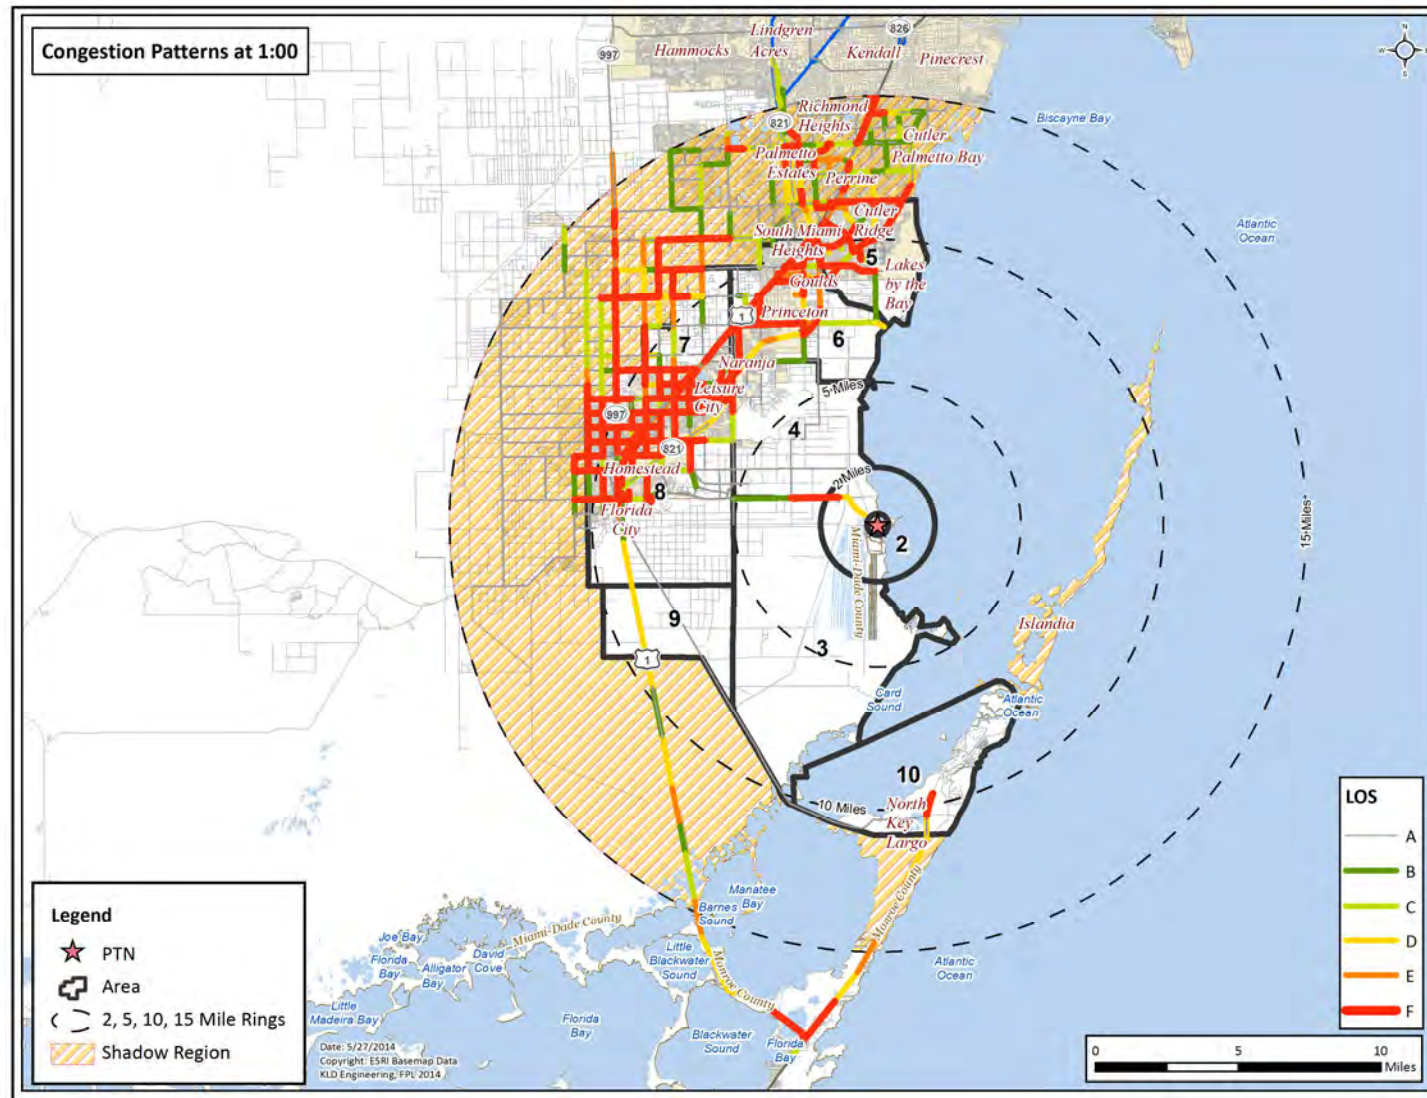 Congestion Patterns at 1:00
997
Hammocks
Lindgren
Acres
Kendall
826
Pinecrest
N
W
S
821
Richmond
Heights
Cutler
Palmetto Bay
Biscayne Bay
Palmetto
Estates
Perrine
Cutler
Ridge
South Miami
Heights
5
Lakes
by the
Bay
Goulds
Atlantic
Ocean
1
Princeton
6
7
Naranja
Leisure
City
5 Miles
997
4
821
Homestead
8
2 Miles
Florida
City
2
15 Miles
Miami-Dade County
9
3
Islandia
1
Card
Sound
Atlantic
Ocean
10
10 Miles
North
Key
Largo
Manatee
Bay
Barnes
Sound
Monroe County
Miami-Dade County
Joe Bay
Florida
Bay
Alligator
Bay
David
Cove
Little
Blackwater
Sound
Monroe County
Atlantic
Ocean
Little
Madeira Bay
Florida
Bay
Blackwater
Sound
Florida
Bay
LOS
A
B
C
D
E
F
Legend
PTN
Area
2, 5, 10, 15 Mile Rings
Shadow Region
Date: 5/27/2014
Copyright: ESRI Basemap Data
KLD Engineering, FPL 2014
0 5 10
Miles